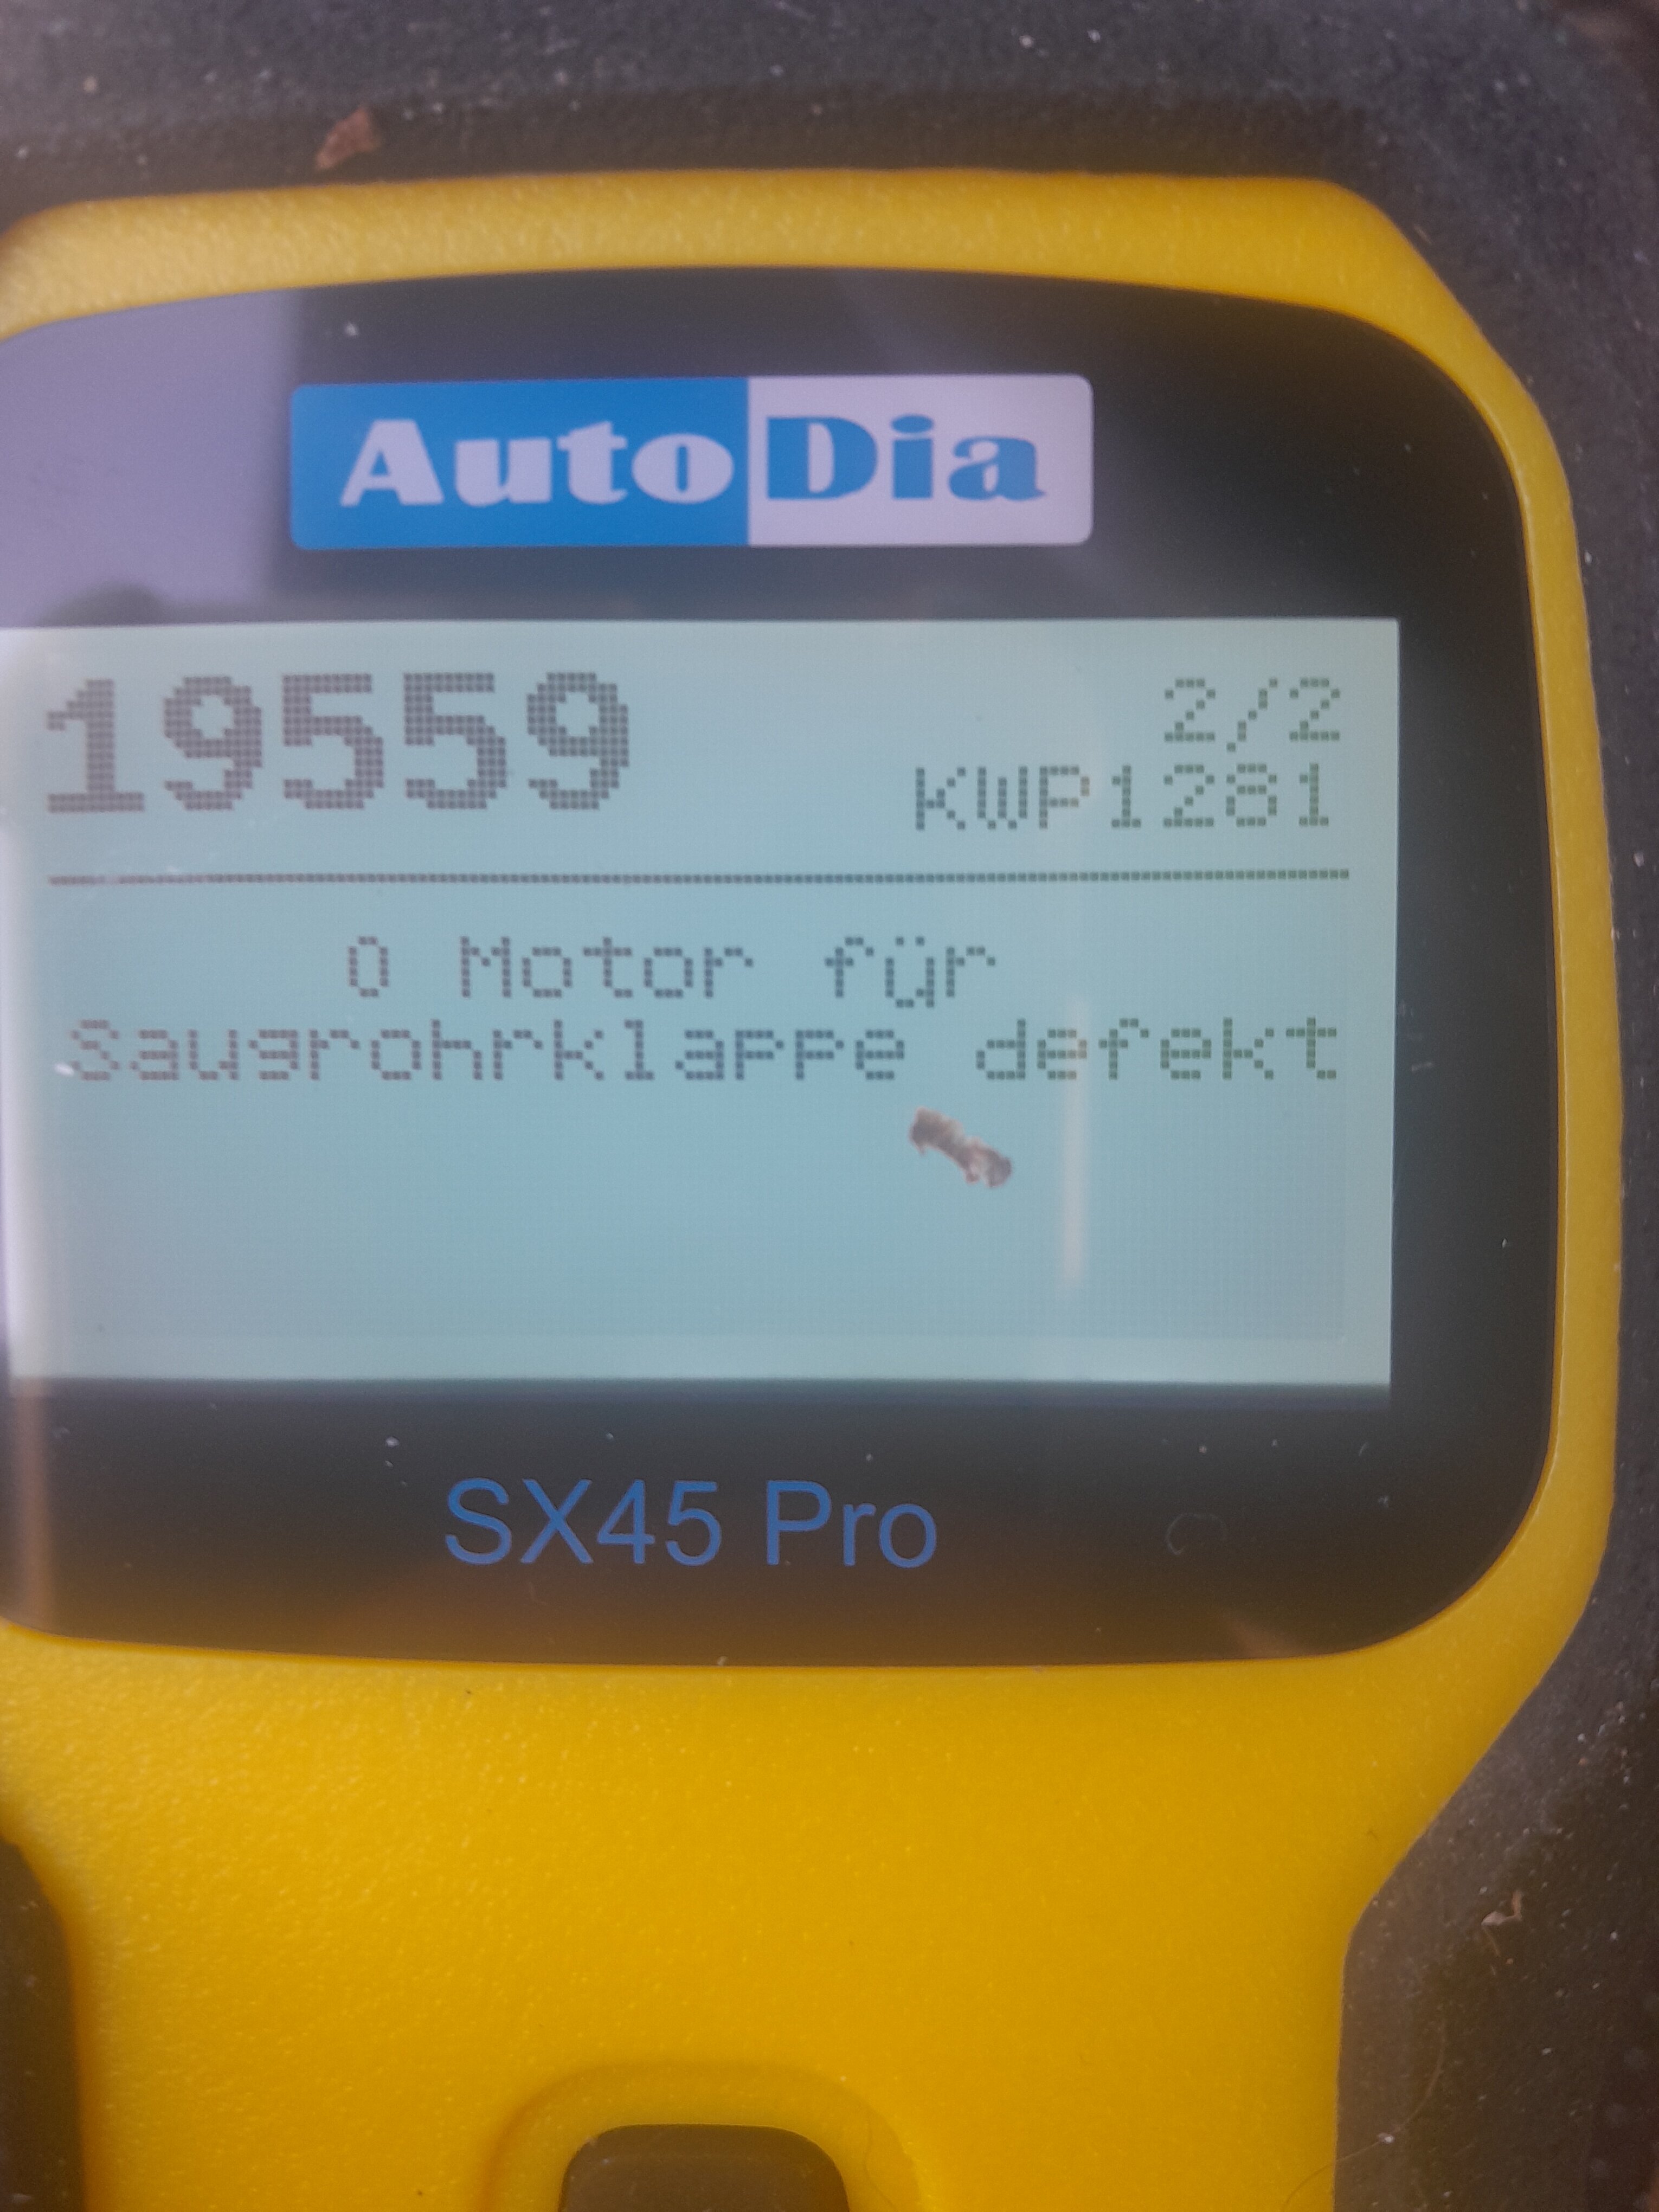 AutoDia
19559
2/2
KWP1281
0 Motor für
Saugrohrklappe defekt
SX45 Pro